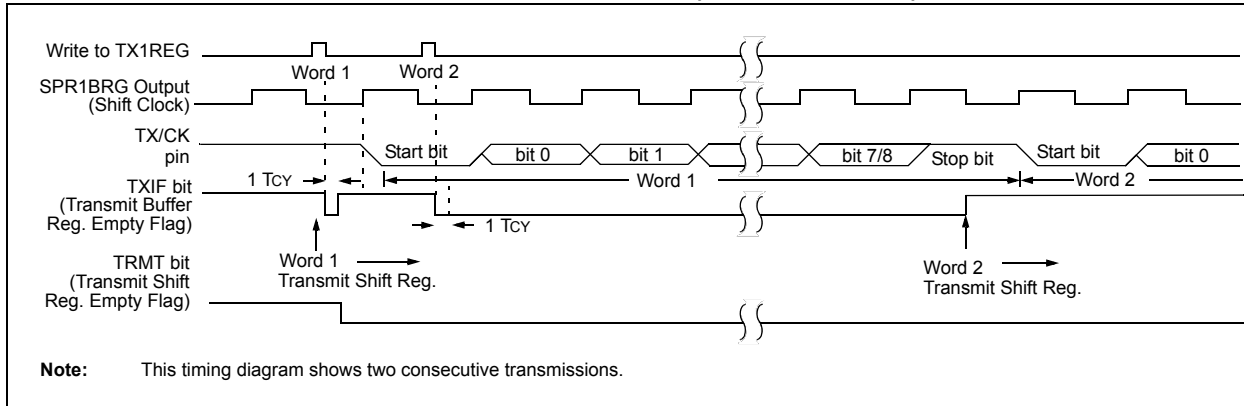 Write to TX1REG
Word 1
Word 2
SPR1BRG Output
(Shift Clock)
TX/CK
pin
Start bit
bit 0
bit 1
bit 7/8
Stop bit
Start bit
bit 0
Word 1
Word 2
1 TCY
TXIF bit
(Transmit Buffer
Reg. Empty Flag)
1 TCY
Word 1
Transmit Shift Reg.
Word 2
Transmit Shift Reg.
TRMT bit
(Transmit Shift
Reg. Empty Flag)
Note: This timing diagram shows two consecutive transmissions.